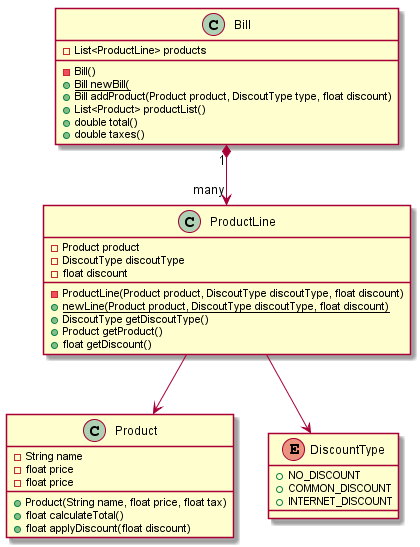 C Bill
List<ProductLine> products
Bill()
Bill newBill(
Bill addProduct(Product product, DiscoutType type, float discount)
List<Product> productList()
double total()
double taxes()
1
many
C ProductLine
Product product
DiscoutType discoutType
float discount
ProductLine(Product product, DiscoutType discoutType, float discount)
newLine(Product product, DiscoutType discoutType, float discount)
DiscoutType getDiscoutType()
Product getProduct()
float getDiscount()
C Product
String name
float price
float price
Product(String name, float price, float tax)
float calculateTotal()
float applyDiscount(float discount)
E DiscountType
NO_DISCOUNT
COMMON_DISCOUNT
INTERNET_DISCOUNT